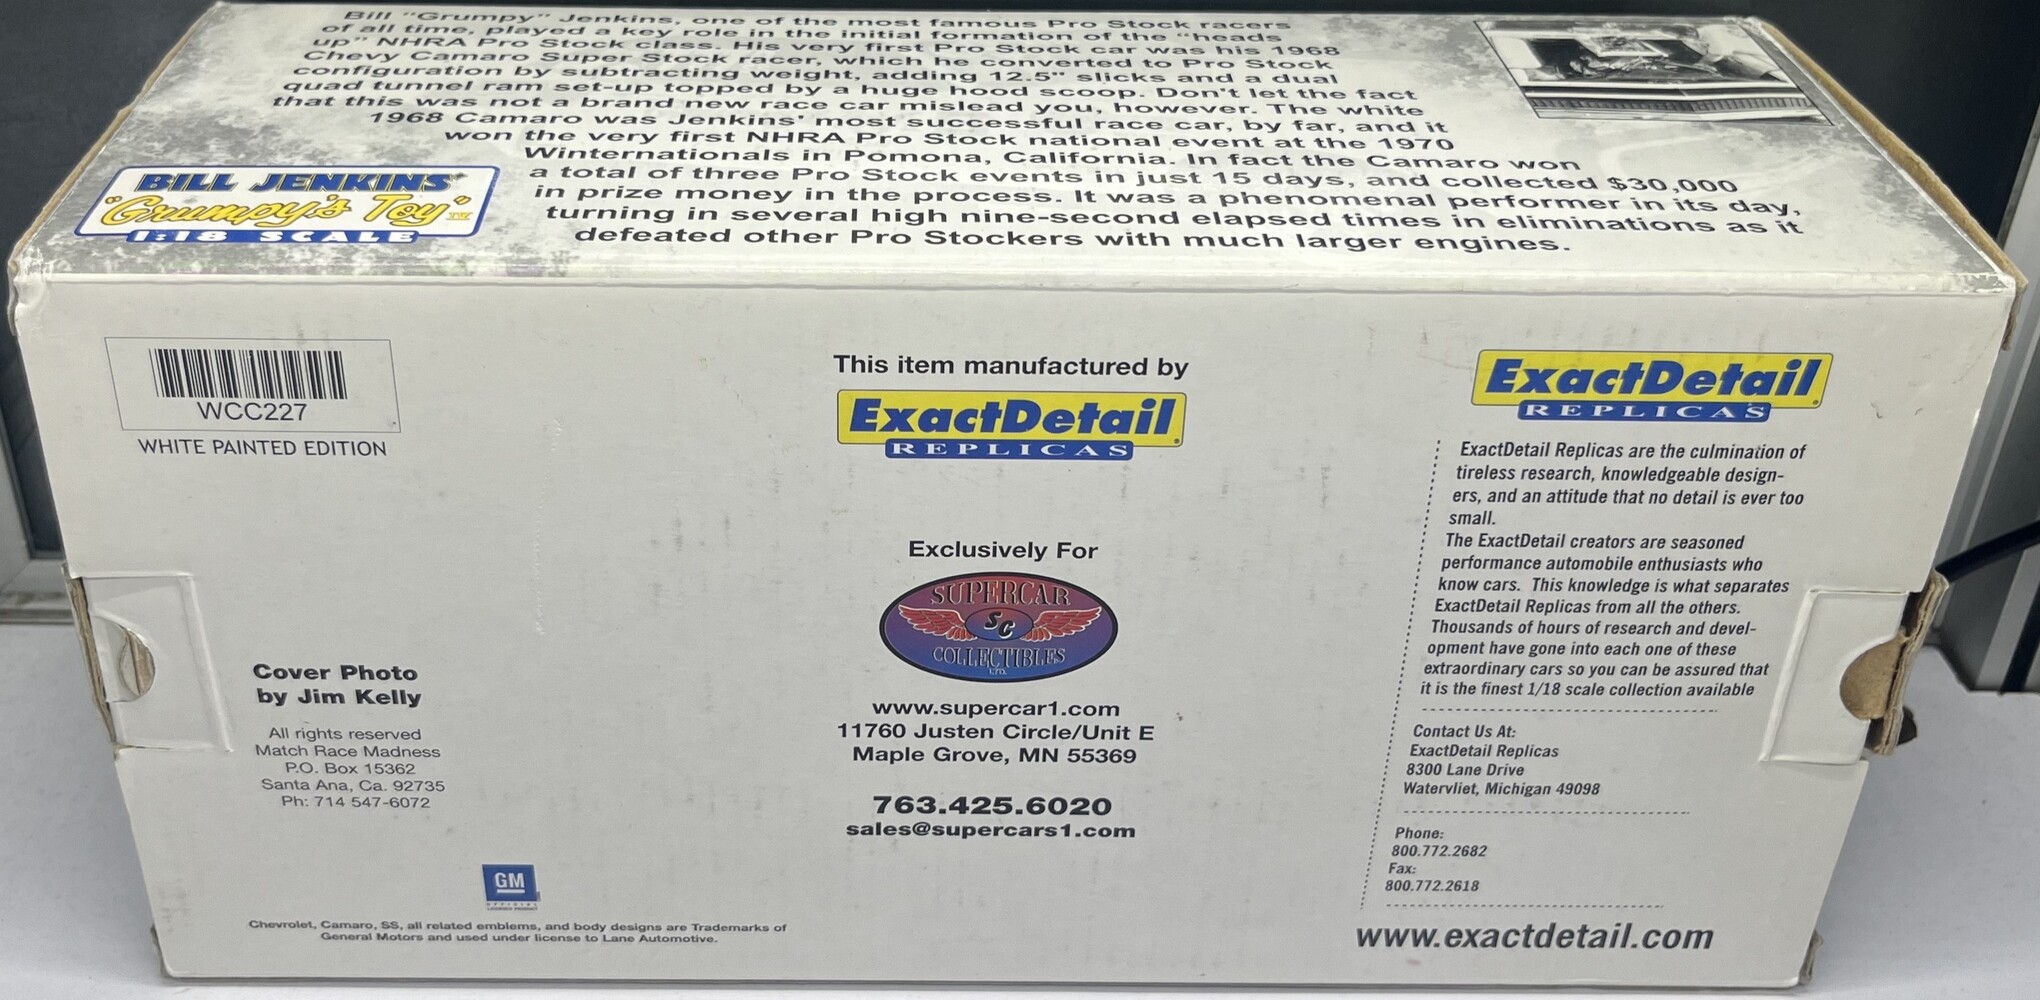 Bill "Grumpy" Jenkins, one of the most famous Pro Stock racers
of all time, played a key role in the initial formation of the "heads
up" NHRA Pro Stock class. His very first Pro Stock car was his 1968
Chevy Camaro Super Stock racer, which he converted to Pro Stock
configuration by subtracting weight, adding 12.5" slicks and a dual
quad tunnel ram set-up topped by a huge hood scoop. Don't let the fact
that this was not a brand new race car mislead you, however. The white
1968 Camaro was Jenkins' most successful race car, by far, and it
won the very first NHRA Pro Stock national event at the 1970
Winternationals in Pomona, California. In fact the Camaro won
a total of three Pro Stock events in just 15 days, and collected $30,000
in prize money in the process. It was a phenomenal performer in its day,
turning in several high nine-second elapsed times in eliminations as it
defeated other Pro Stockers with much larger engines.
BILL JENKINS'
"Grumpy's Toy" IV
1:18 SCALE
WCC227
WHITE PAINTED EDITION
Cover Photo
by Jim Kelly
All rights reserved
Match Race Madness
P.O. Box 15362
Santa Ana, Ca. 92735
Ph: 714 547-6072
GM
OFFICIAL
LICENSED PRODUCT
Chevrolet, Camaro, SS, all related emblems, and body designs are Trademarks of
General Motors and used under license to Lane Automotive.
This item manufactured by
ExactDetail
REPLICAS
Exclusively For
SUPERCAR
SC
COLLECTIBLES
LTD.
www.supercar1.com
11760 Justen Circle/Unit E
Maple Grove, MN 55369
763.425.6020
sales@supercars1.com
ExactDetail
REPLICAS
ExactDetail Replicas are the culmination of
tireless research, knowledgeable design-
ers, and an attitude that no detail is ever too
small.
The ExactDetail creators are seasoned
performance automobile enthusiasts who
know cars. This knowledge is what separates
ExactDetail Replicas from all the others.
Thousands of hours of research and devel-
opment have gone into each one of these
extraordinary cars so you can be assured that
it is the finest 1/18 scale collection available
Contact Us At:
ExactDetail Replicas
8300 Lane Drive
Watervliet, Michigan 49098
Phone:
800.772.2682
Fax:
800.772.2618
www.exactdetail.com